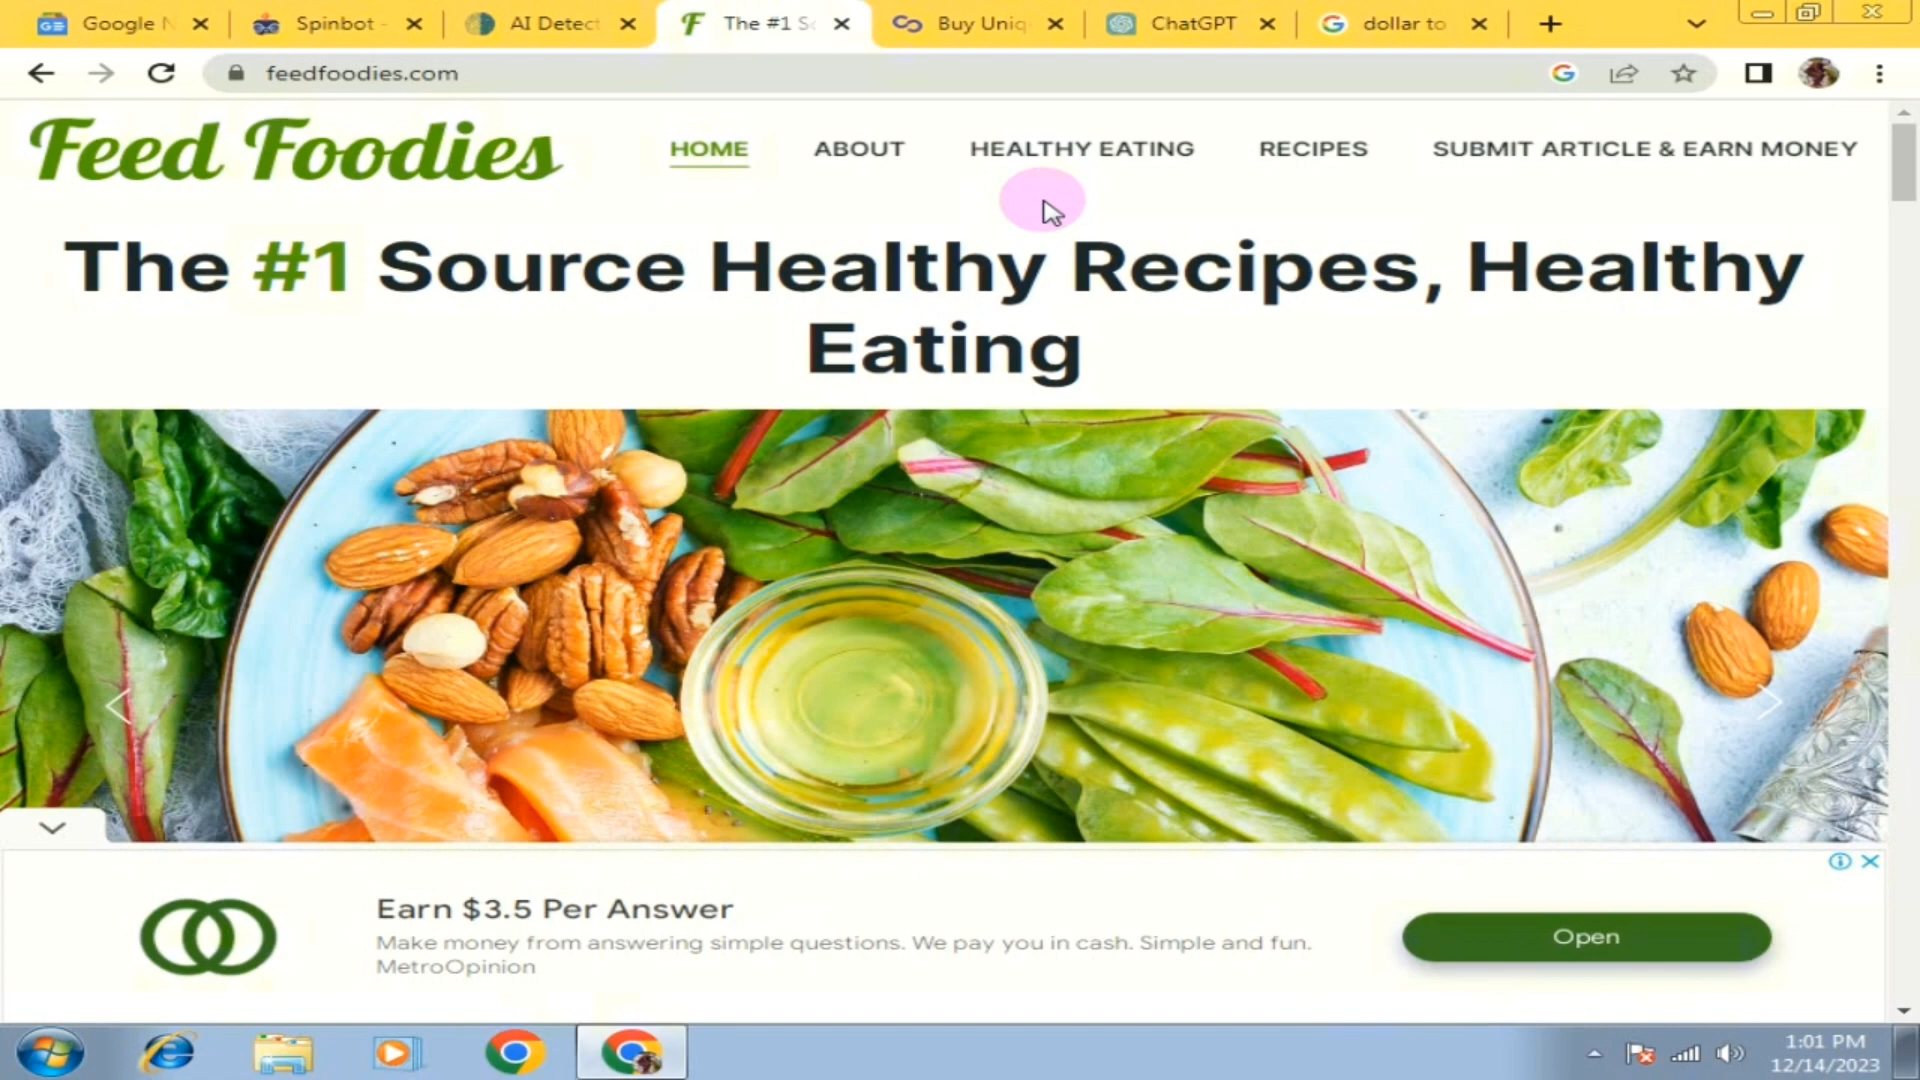 Google N
Spinbot -
AI Detect
The #1 So
Buy Uniq
ChatGPT
dollar to
feedfoodies.com
Feed Foodies
HOME
ABOUT
HEALTHY EATING
RECIPES
SUBMIT ARTICLE & EARN MONEY
The #1 Source Healthy Recipes, Healthy
Eating
Earn $3.5 Per Answer
Make money from answering simple questions. We pay you in cash. Simple and fun.
MetroOpinion
Open
1:01 PM
12/14/2023